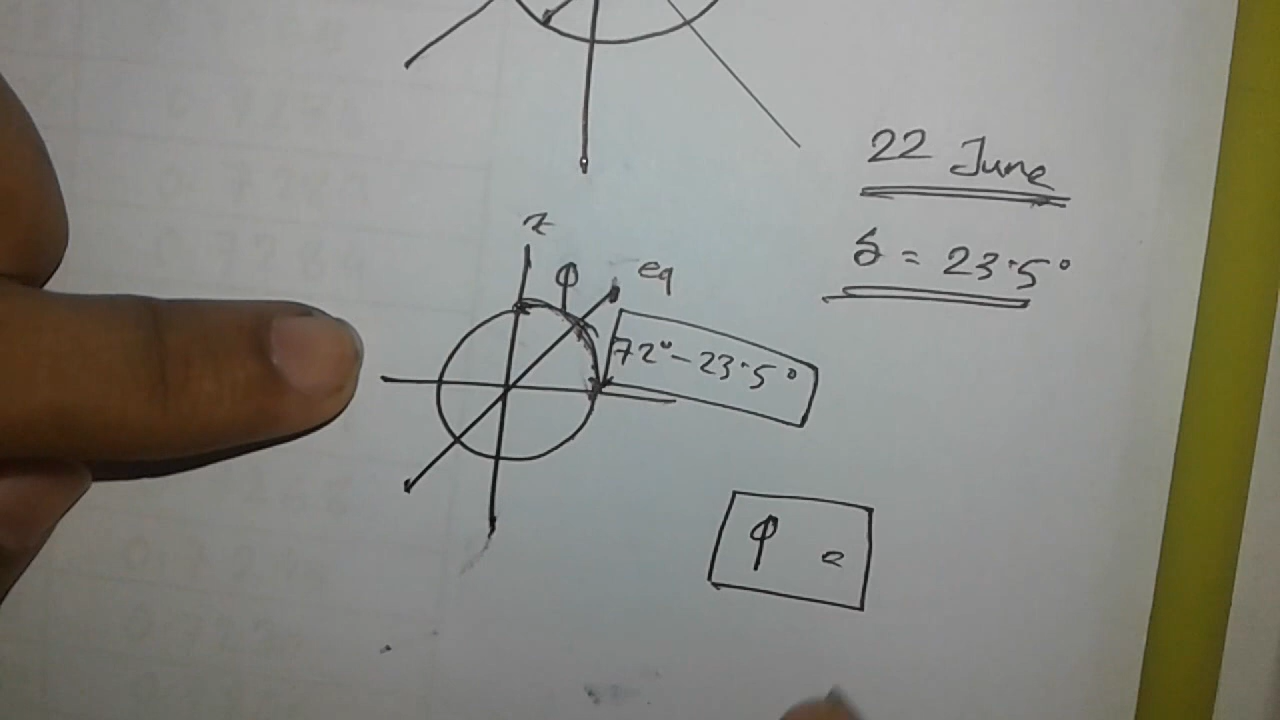 22 June
δ = 23.5°
z
φ
eq
72° - 23.5°
φ =